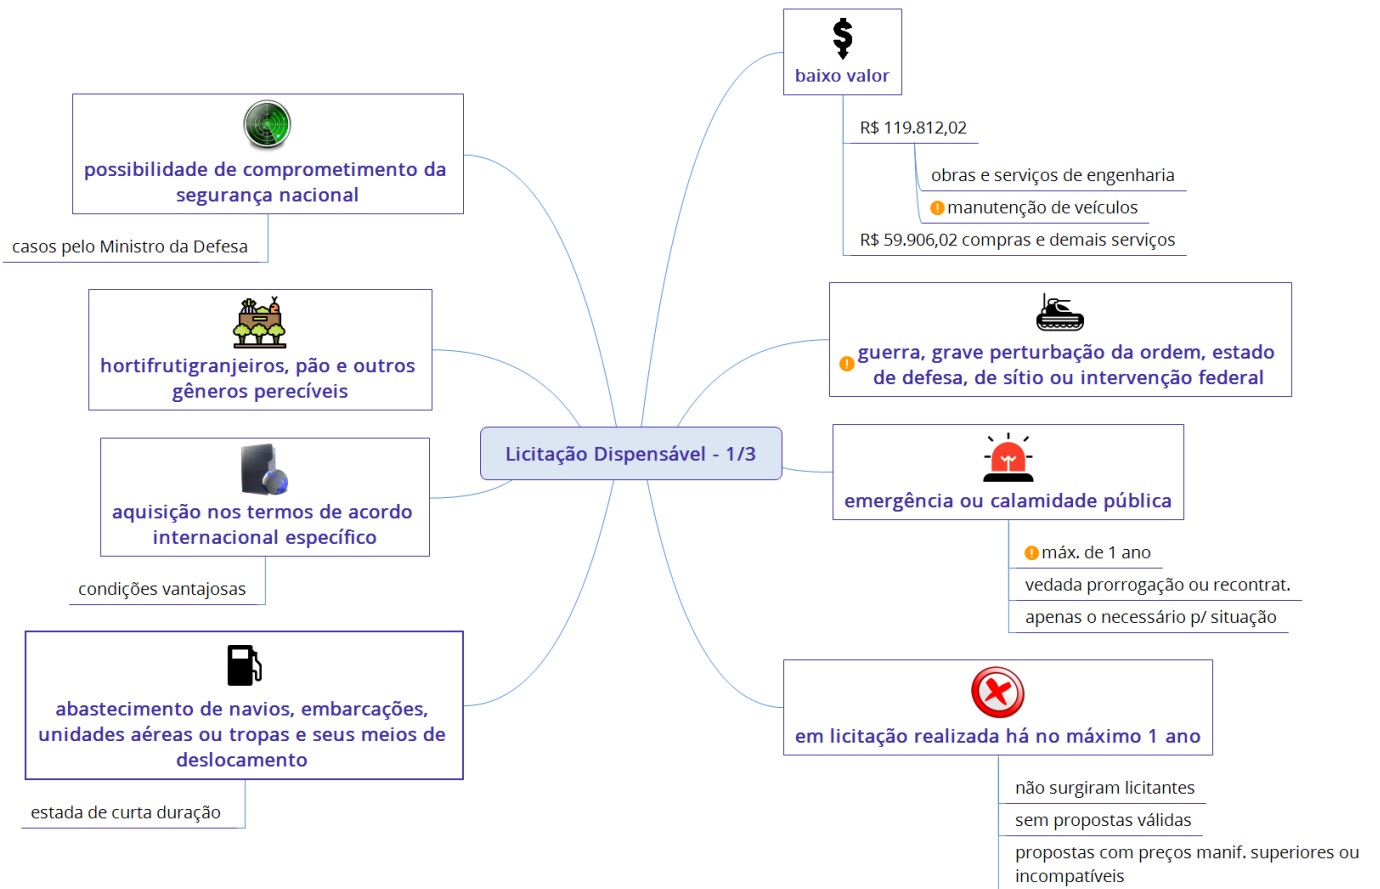 Licitação Dispensável - 1/3
baixo valor
R$ 119.812,02
obras e serviços de engenharia
manutenção de veículos
R$ 59.906,02 compras e demais serviços
guerra, grave perturbação da ordem, estado
de defesa, de sítio ou intervenção federal
emergência ou calamidade pública
máx. de 1 ano
vedada prorrogação ou recontrat.
apenas o necessário p/ situação
em licitação realizada há no máximo 1 ano
não surgiram licitantes
sem propostas válidas
propostas com preços manif. superiores ou
incompatíveis
possibilidade de comprometimento da
segurança nacional
casos pelo Ministro da Defesa
hortifrutigranjeiros, pão e outros
gêneros perecíveis
aquisição nos termos de acordo
internacional específico
condições vantajosas
abastecimento de navios, embarcações,
unidades aéreas ou tropas e seus meios de
deslocamento
estada de curta duração